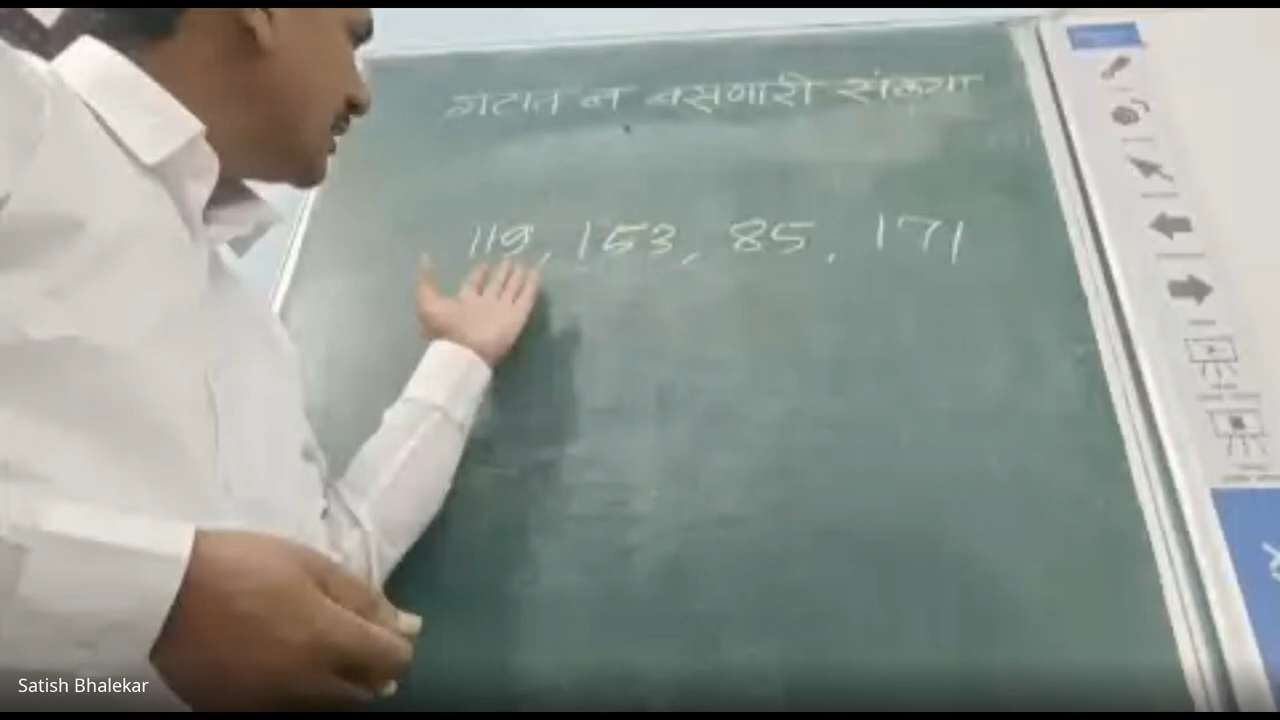 गटात न बसणारी संख्या
119, 153, 85, 171
Satish Bhalekar